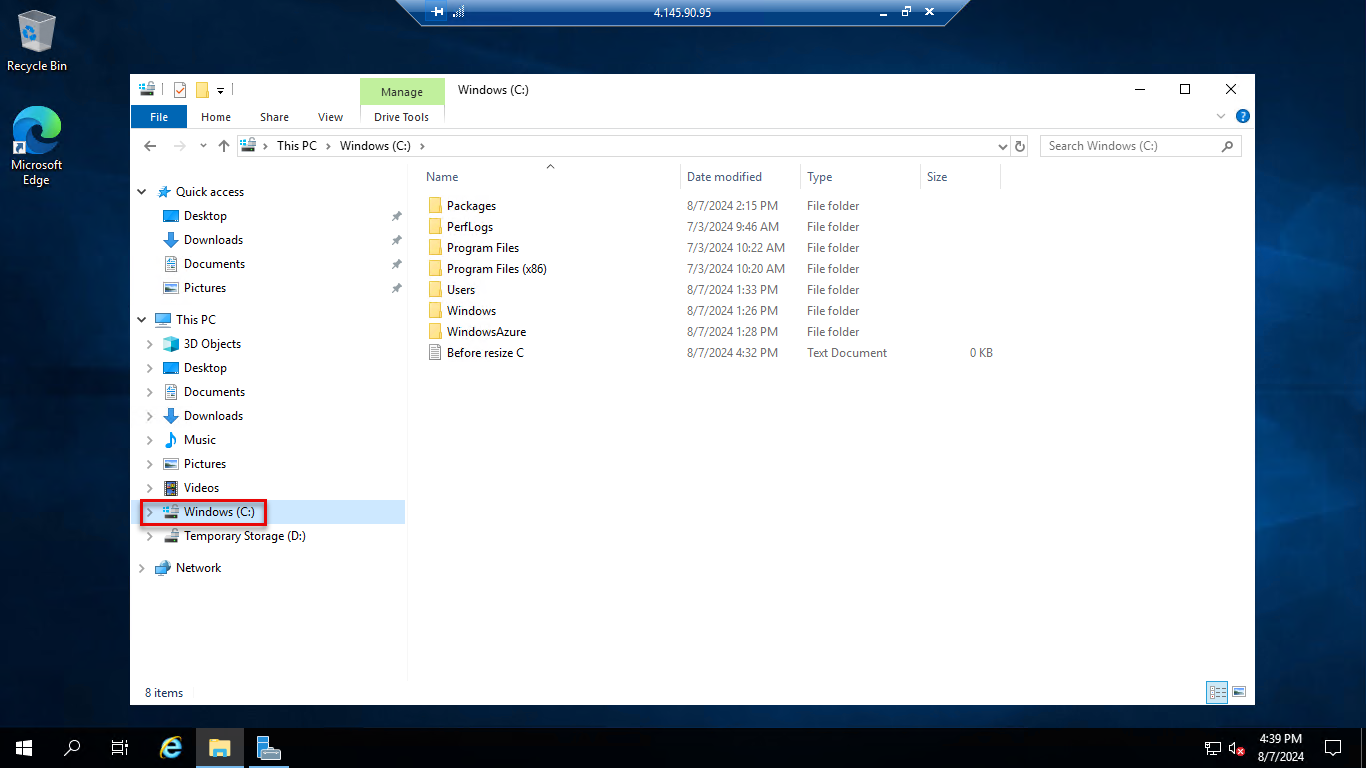 4.145.90.95
Recycle Bin
Microsoft
Edge
Manage
Windows (C:)
File
Home
Share
View
Drive Tools
This PC
Windows (C:)
Search Windows (C:)
Quick access
Desktop
Downloads
Documents
Pictures
This PC
3D Objects
Desktop
Documents
Downloads
Music
Pictures
Videos
Windows (C:)
Temporary Storage (D:)
Network
Name Date modified Type Size
Packages 8/7/2024 2:15 PM File folder
PerfLogs 7/3/2024 9:46 AM File folder
Program Files 7/3/2024 10:22 AM File folder
Program Files (x86) 7/3/2024 10:20 AM File folder
Users 8/7/2024 1:33 PM File folder
Windows 8/7/2024 1:26 PM File folder
WindowsAzure 8/7/2024 1:28 PM File folder
Before resize C 8/7/2024 4:32 PM Text Document 0 KB
8 items
4:39 PM
8/7/2024